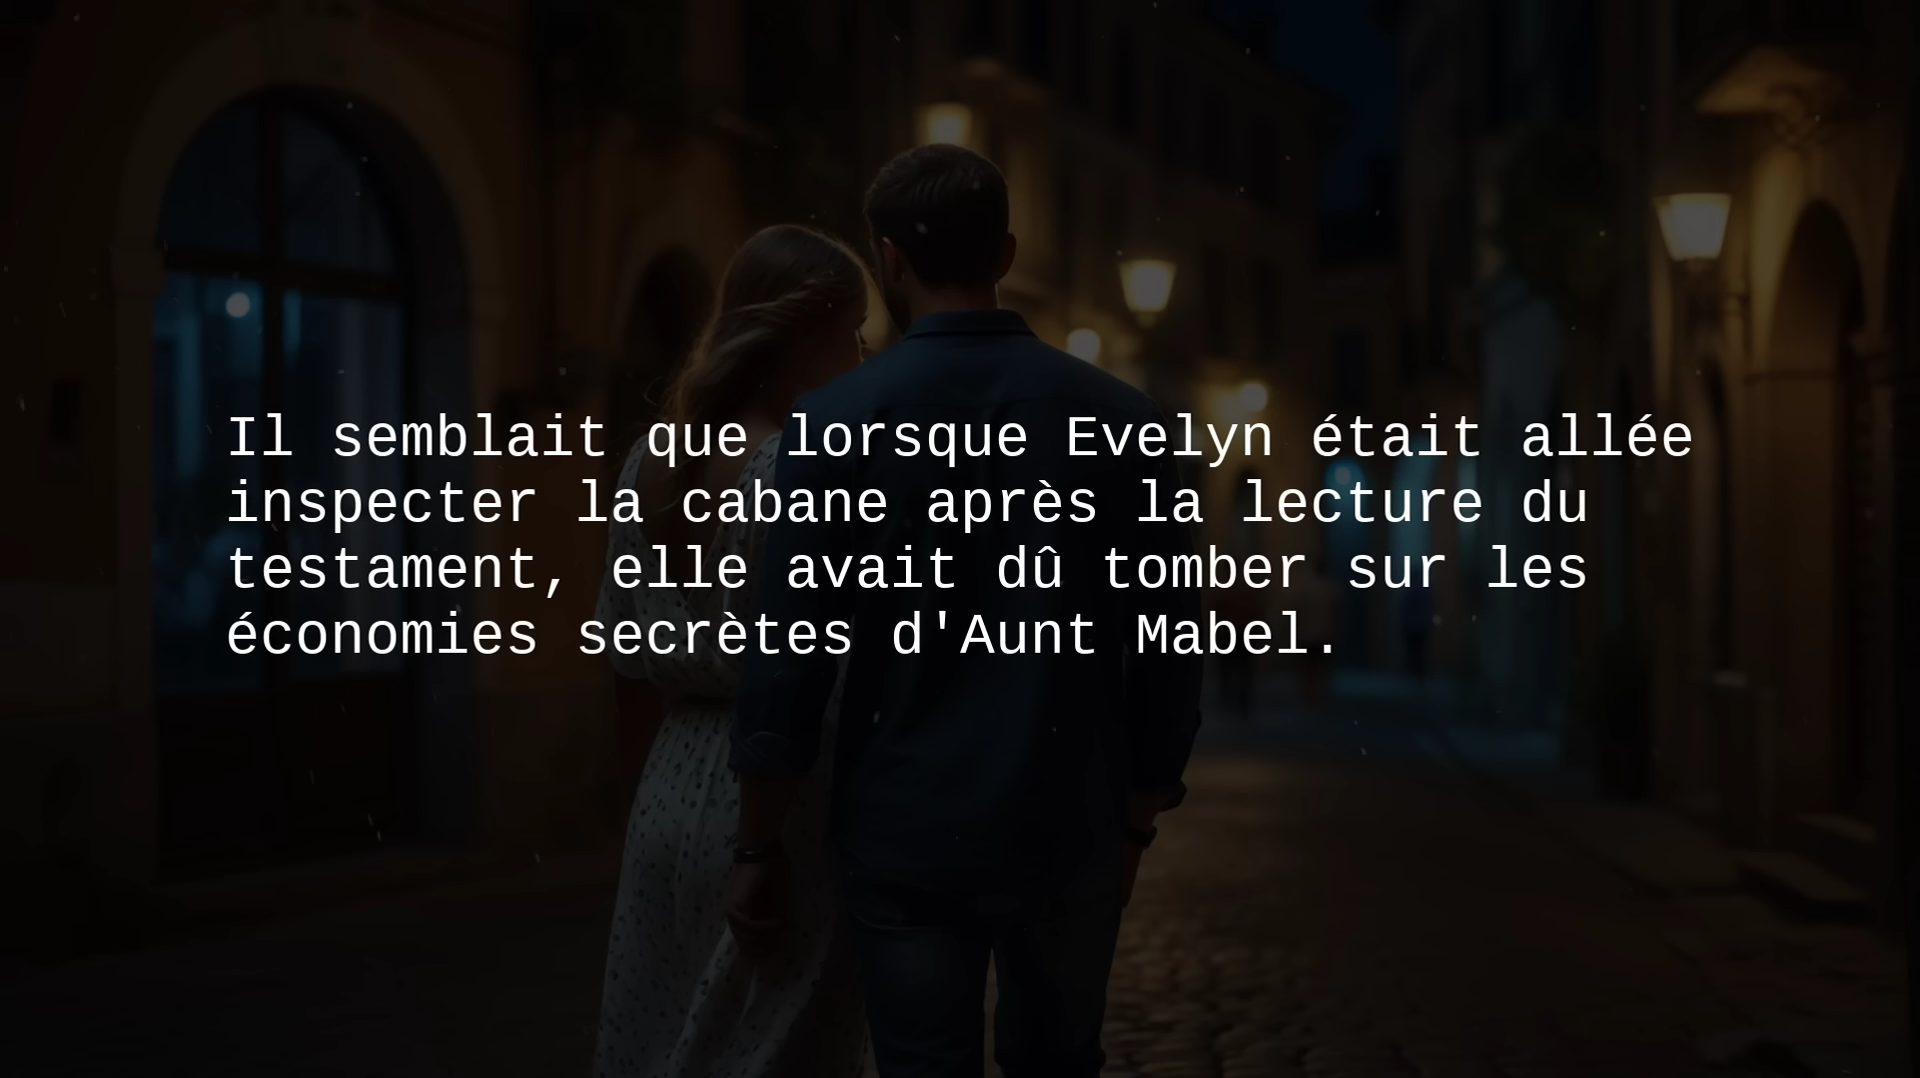 Il semblait que lorsque Evelyn était allée
inspecter la cabane après la lecture du
testament, elle avait dû tomber sur les
économies secrètes d'Aunt Mabel.